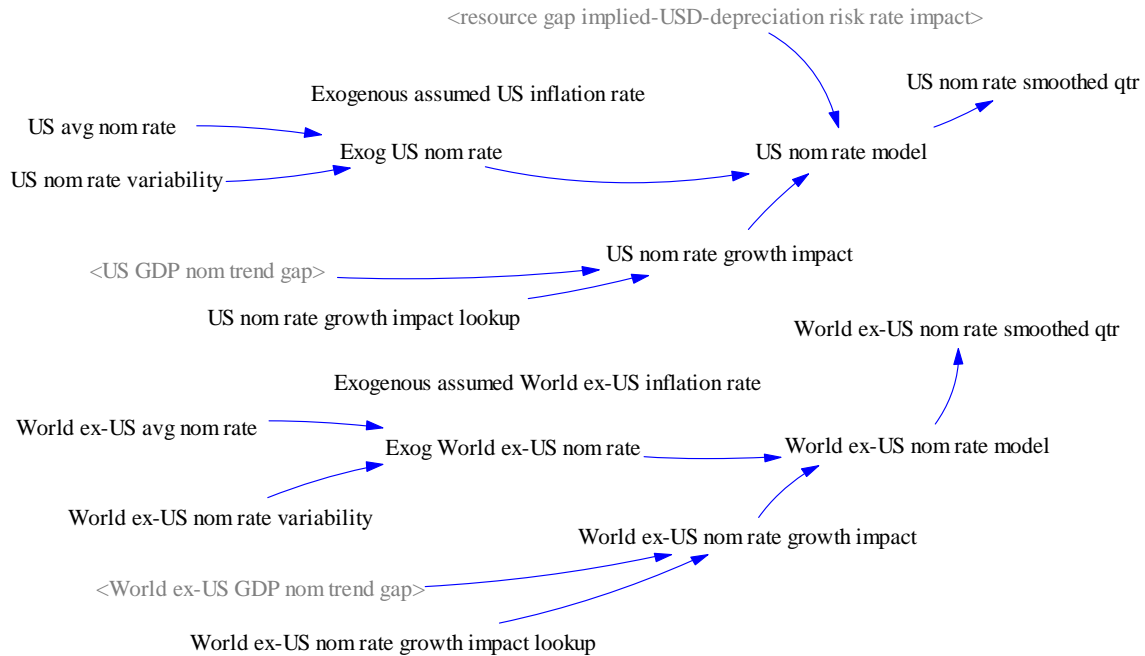 <resource gap implied-USD-depreciation risk rate impact>
US nom rate smoothed qtr
Exogenous assumed US inflation rate
US avg nom rate
Exog US nom rate
US nom rate model
US nom rate variability
US nom rate growth impact
<US GDP nom trend gap>
US nom rate growth impact lookup
World ex-US nom rate smoothed qtr
Exogenous assumed World ex-US inflation rate
World ex-US avg nom rate
Exog World ex-US nom rate
World ex-US nom rate model
World ex-US nom rate variability
World ex-US nom rate growth impact
<World ex-US GDP nom trend gap>
World ex-US nom rate growth impact lookup